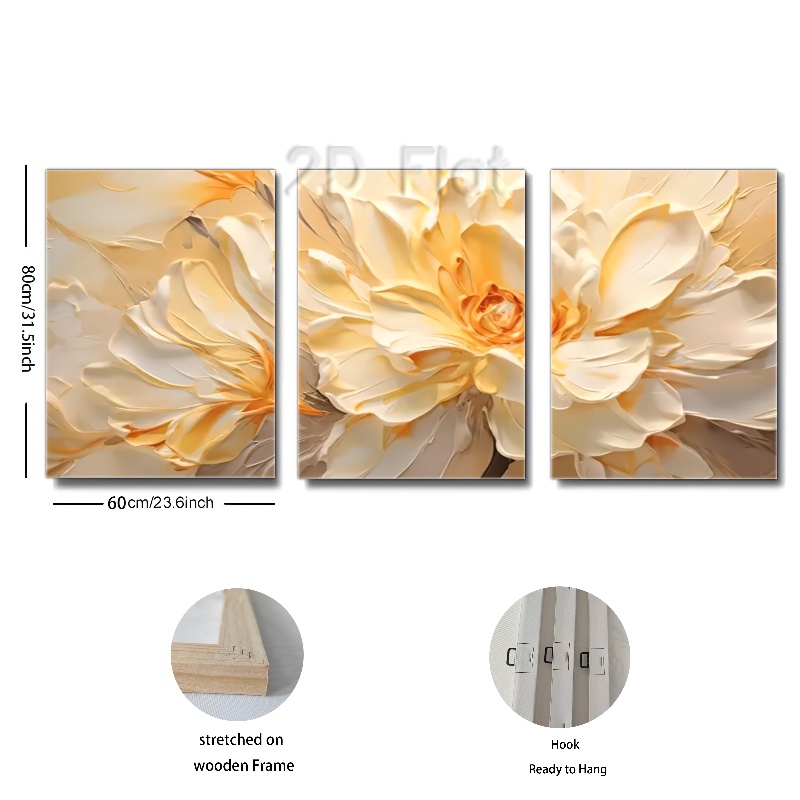 2D Flat
80cm/31.5inch
60cm/23.6inch
stretched on
wooden Frame
Hook
Ready to Hang